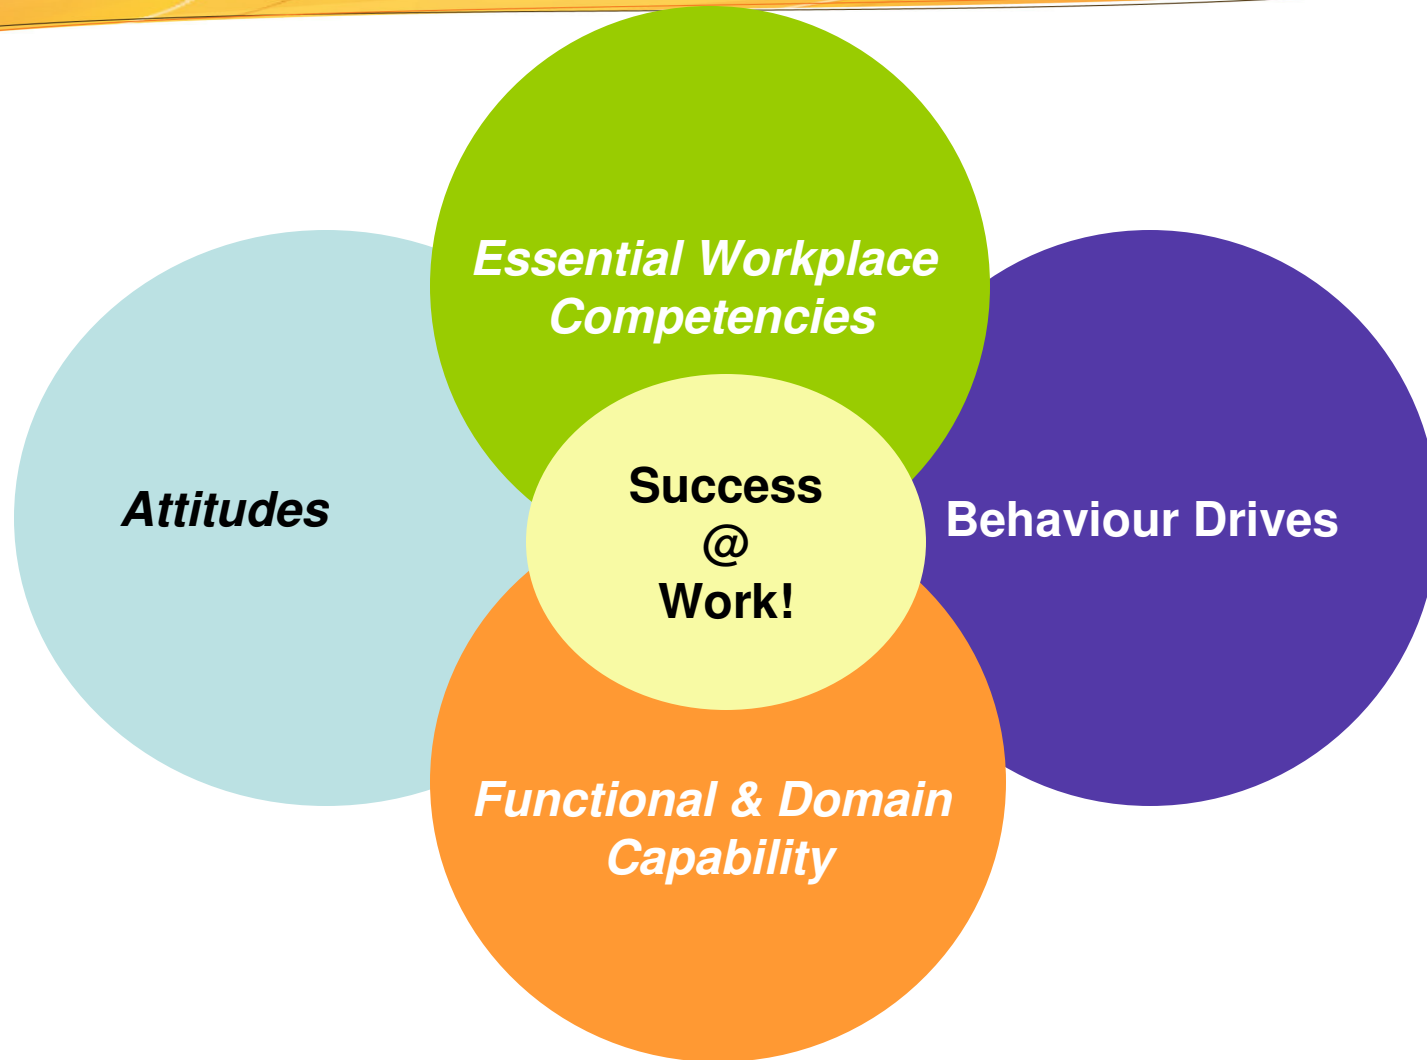 Essential Workplace
Competencies
Attitudes
Success
@
Work!
Behaviour Drives
Functional & Domain
Capability